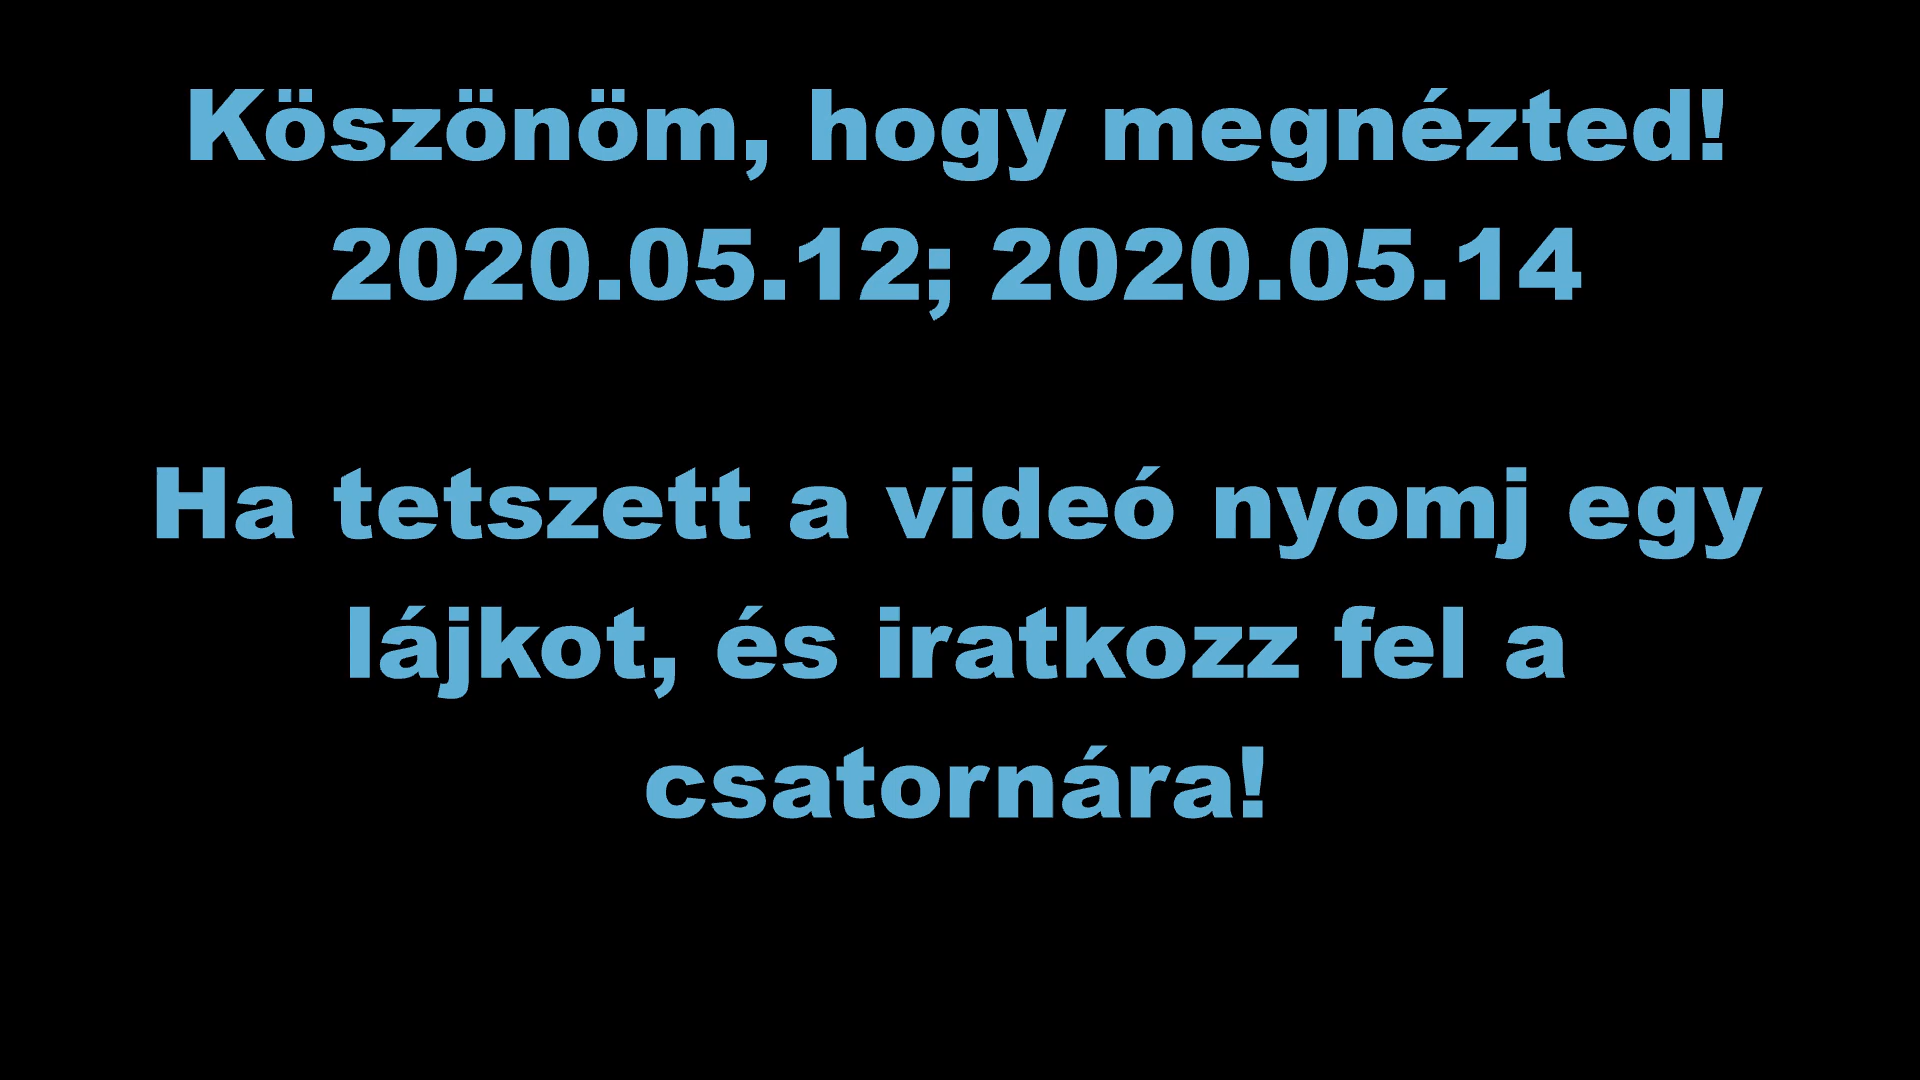 Köszönöm, hogy megnézted!
2020.05.12; 2020.05.14
Ha tetszett a videó nyomj egy
lájkot, és iratkozz fel a
csatornára!